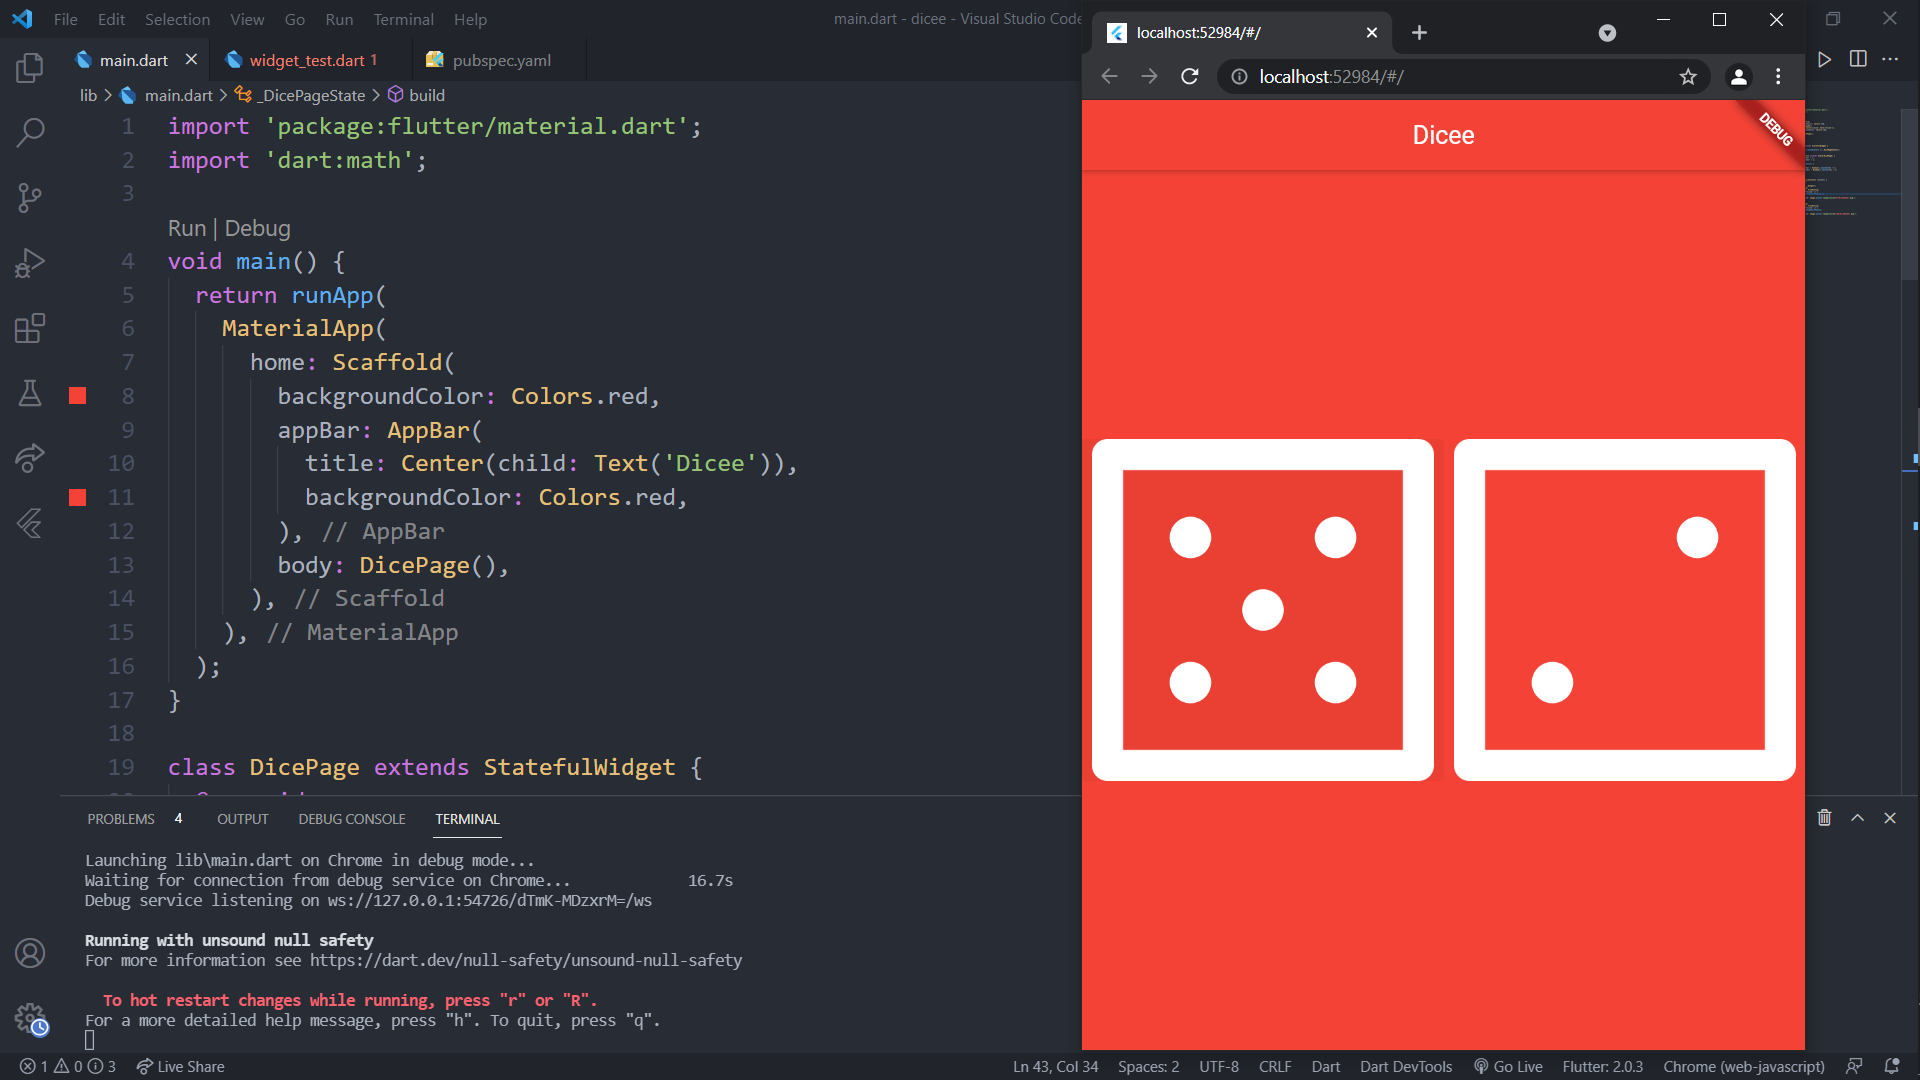 File Edit Selection View Go Run Terminal Help
main.dart - dicee - Visual Studio Code
main.dart
widget_test.dart 1
pubspec.yaml
lib > main.dart > _DicePageState > build
1 import 'package:flutter/material.dart';
2 import 'dart:math';
3
Run | Debug
4 void main() {
5 return runApp(
6 MaterialApp(
7 home: Scaffold(
8 backgroundColor: Colors.red,
9 appBar: AppBar(
10 title: Center(child: Text('Dicee')),
11 backgroundColor: Colors.red,
12 ), // AppBar
13 body: DicePage(),
14 ), // Scaffold
15 ), // MaterialApp
16 );
17 }
18
19 class DicePage extends StatefulWidget {
PROBLEMS 4 OUTPUT DEBUG CONSOLE TERMINAL
Launching lib\main.dart on Chrome in debug mode...
Waiting for connection from debug service on Chrome... 16.7s
Debug service listening on ws://127.0.0.1:54726/dTmK-MDzxrM=/ws
Running with unsound null safety
For more information see https://dart.dev/null-safety/unsound-null-safety
To hot restart changes while running, press "r" or "R".
For a more detailed help message, press "h". To quit, press "q".
1 0 3 Live Share
Ln 43, Col 34 Spaces: 2 UTF-8 CRLF Dart Dart DevTools Go Live Flutter: 2.0.3 Chrome (web-javascript)
localhost:52984/#/
localhost:52984/#/
Dicee
DEBUG